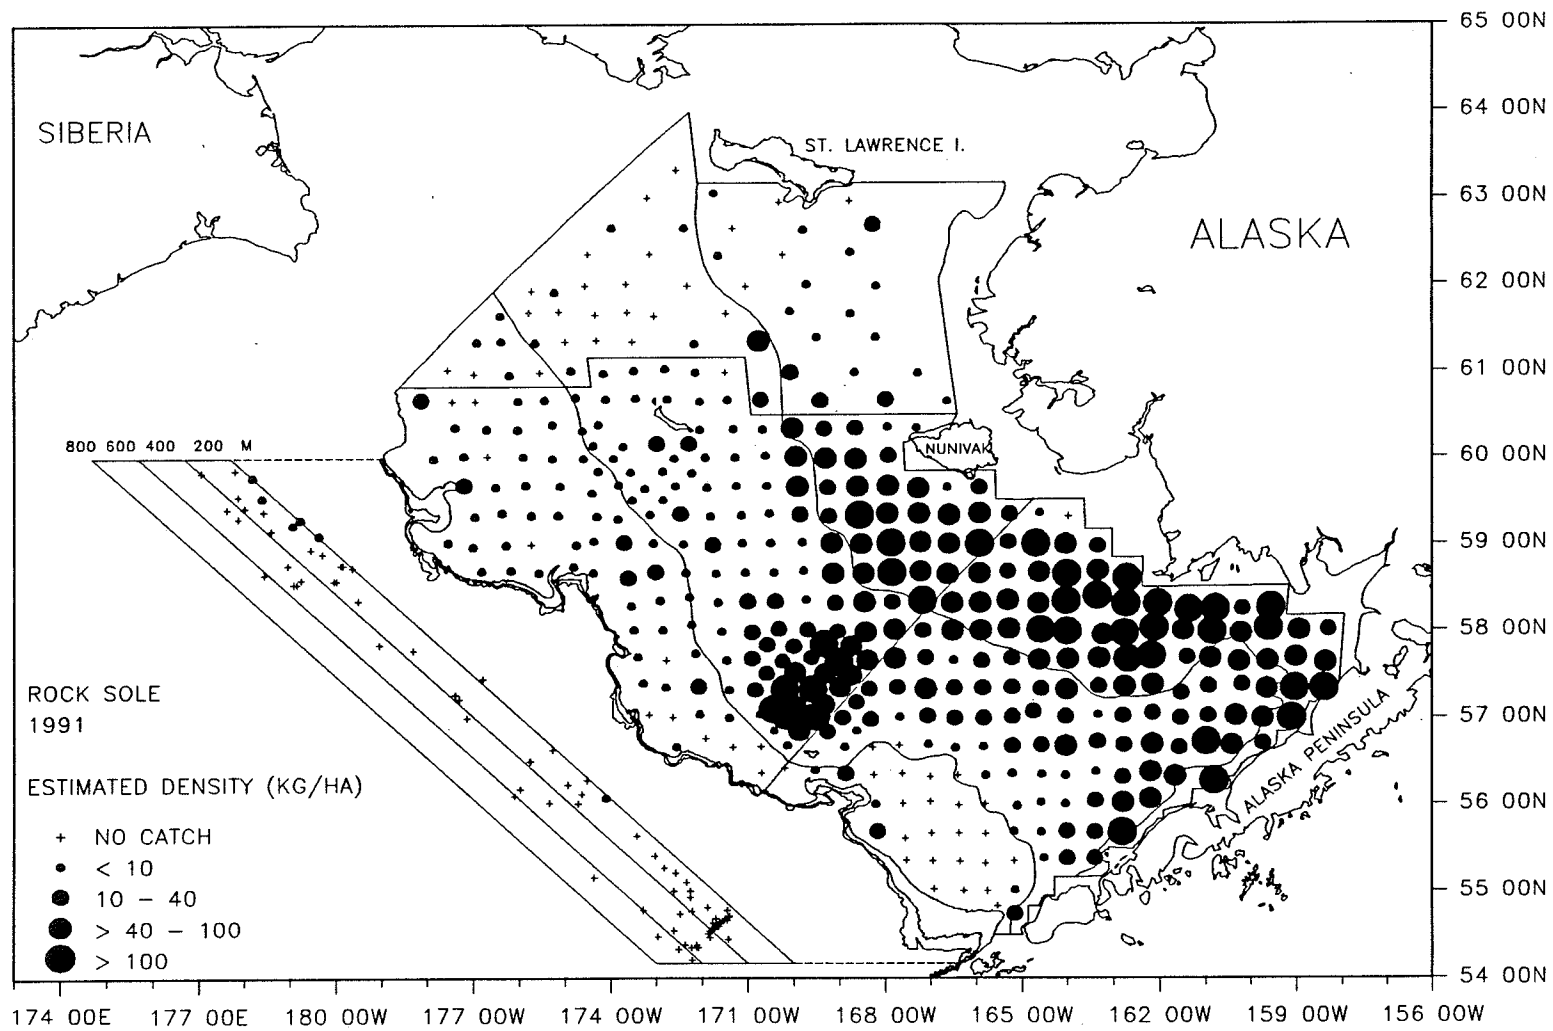 65 00N
SIBERIA
64 00N
ST. LAWRENCE I.
63 00N
ALASKA
62 00N
61 00N
800 600 400 200 M
NUNIVAK
60 00N
59 00N
58 00N
ROCK SOLE
1991
57 00N
ALASKA PENINSULA
ESTIMATED DENSITY (KG/HA)
56 00N
+ NO CATCH
< 10
55 00N
10 – 40
> 40 – 100
> 100
54 00N
174 00E 177 00E 180 00W 177 00W 174 00W 171 00W 168 00W 165 00W 162 00W 159 00W 156 00W